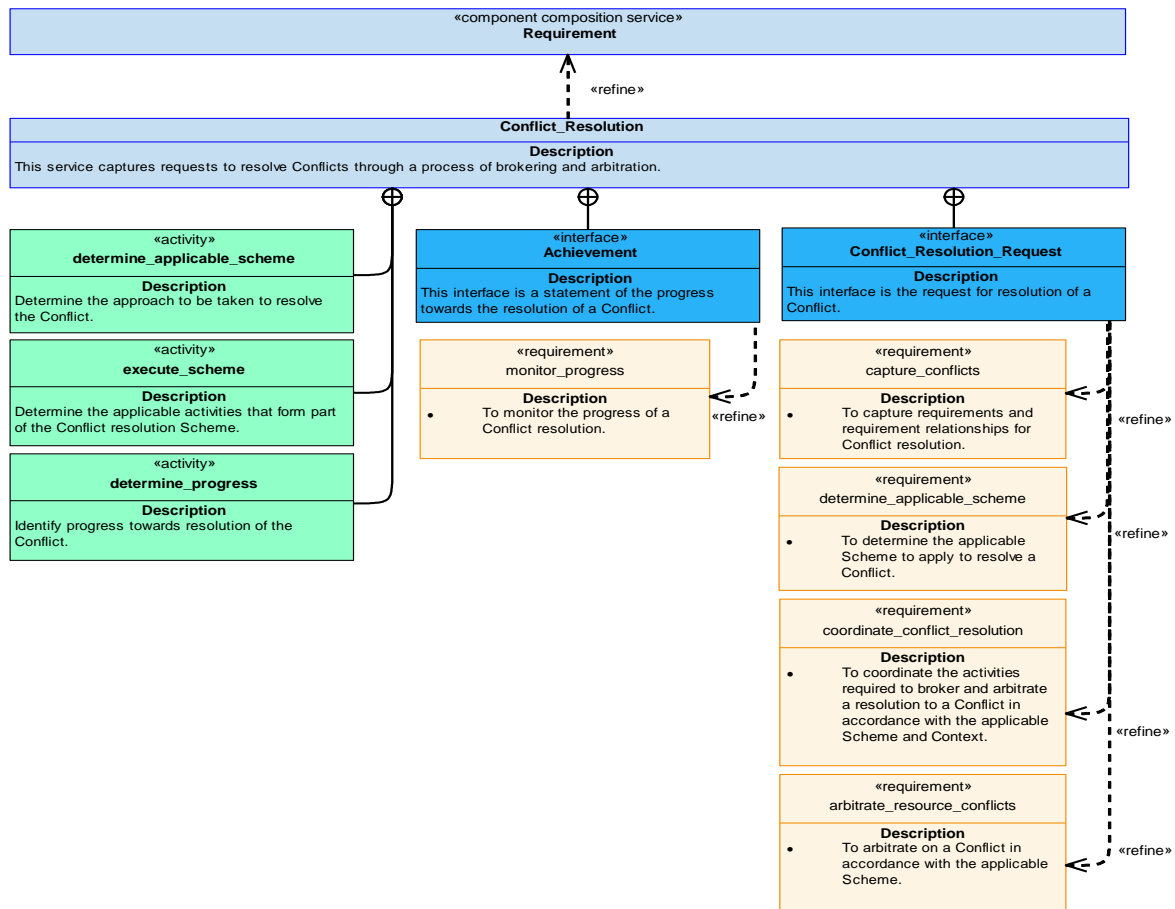 «component composition service»
Requirement
«refine»
Conflict_Resolution
Description
This service captures requests to resolve Conflicts through a process of brokering and arbitration.
«activity»
determine_applicable_scheme
Description
Determine the approach to be taken to resolve
the Conflict.
«activity»
execute_scheme
Description
Determine the applicable activities that form part
of the Conflict resolution Scheme.
«activity»
determine_progress
Description
Identify progress towards resolution of the
Conflict.
«interface»
Achievement
Description
This interface is a statement of the progress
towards the resolution of a Conflict.
«requirement»
monitor_progress
Description
• To monitor the progress of a
Conflict resolution.
«refine»
«interface»
Conflict_Resolution_Request
Description
This interface is the request for resolution of a
Conflict.
«requirement»
capture_conflicts
Description
• To capture requirements and
requirement relationships for
Conflict resolution.
«refine»
«requirement»
determine_applicable_scheme
Description
• To determine the applicable
Scheme to apply to resolve a
Conflict.
«refine»
«requirement»
coordinate_conflict_resolution
Description
• To coordinate the activities
required to broker and arbitrate
a resolution to a Conflict in
accordance with the applicable
Scheme and Context.
«refine»
«requirement»
arbitrate_resource_conflicts
Description
• To arbitrate on a Conflict in
accordance with the applicable
Scheme.
«refine»